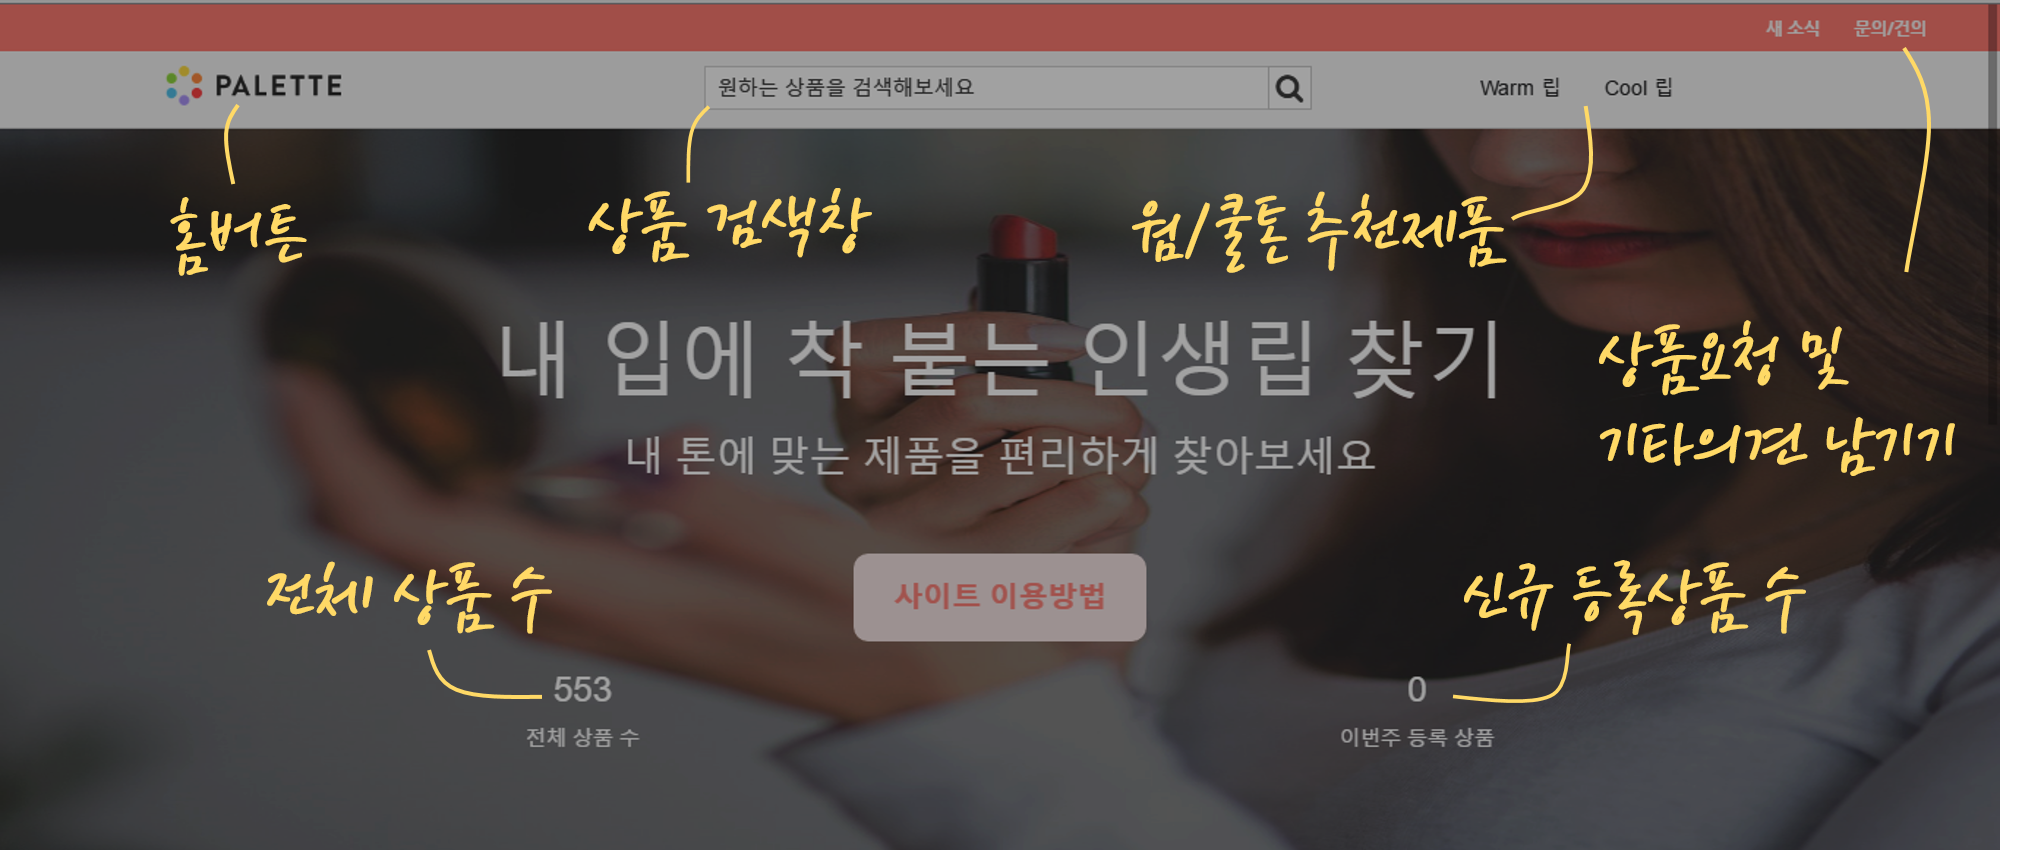 새 소식 문의/건의
PALETTE 원하는 상품을 검색해보세요 Warm 립 Cool 립
홈버튼 상품 검색창 웜/쿨톤 추천제품
내 입에 착 붙는 인생립 찾기
상품요청 및
기타의견 남기기
내 톤에 맞는 제품을 편리하게 찾아보세요
전체 상품 수 사이트 이용방법 신규 등록상품 수
553 0
전체 상품 수 이번주 등록 상품